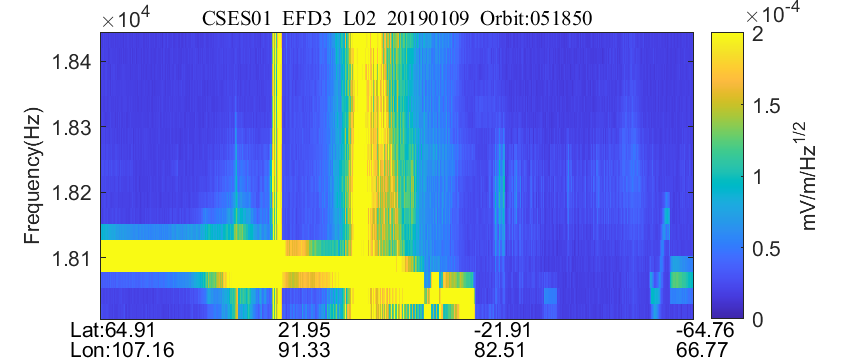 ×10⁴ CSES01 EFD3 L02 20190109 Orbit:051850 ×10⁻⁴
1.84
1.83
1.82
1.81
Frequency(Hz)
2
1.5
1
0.5
0
mV/m/Hz^1/2
Lat:64.91 21.95 -21.91 -64.76
Lon:107.16 91.33 82.51 66.77